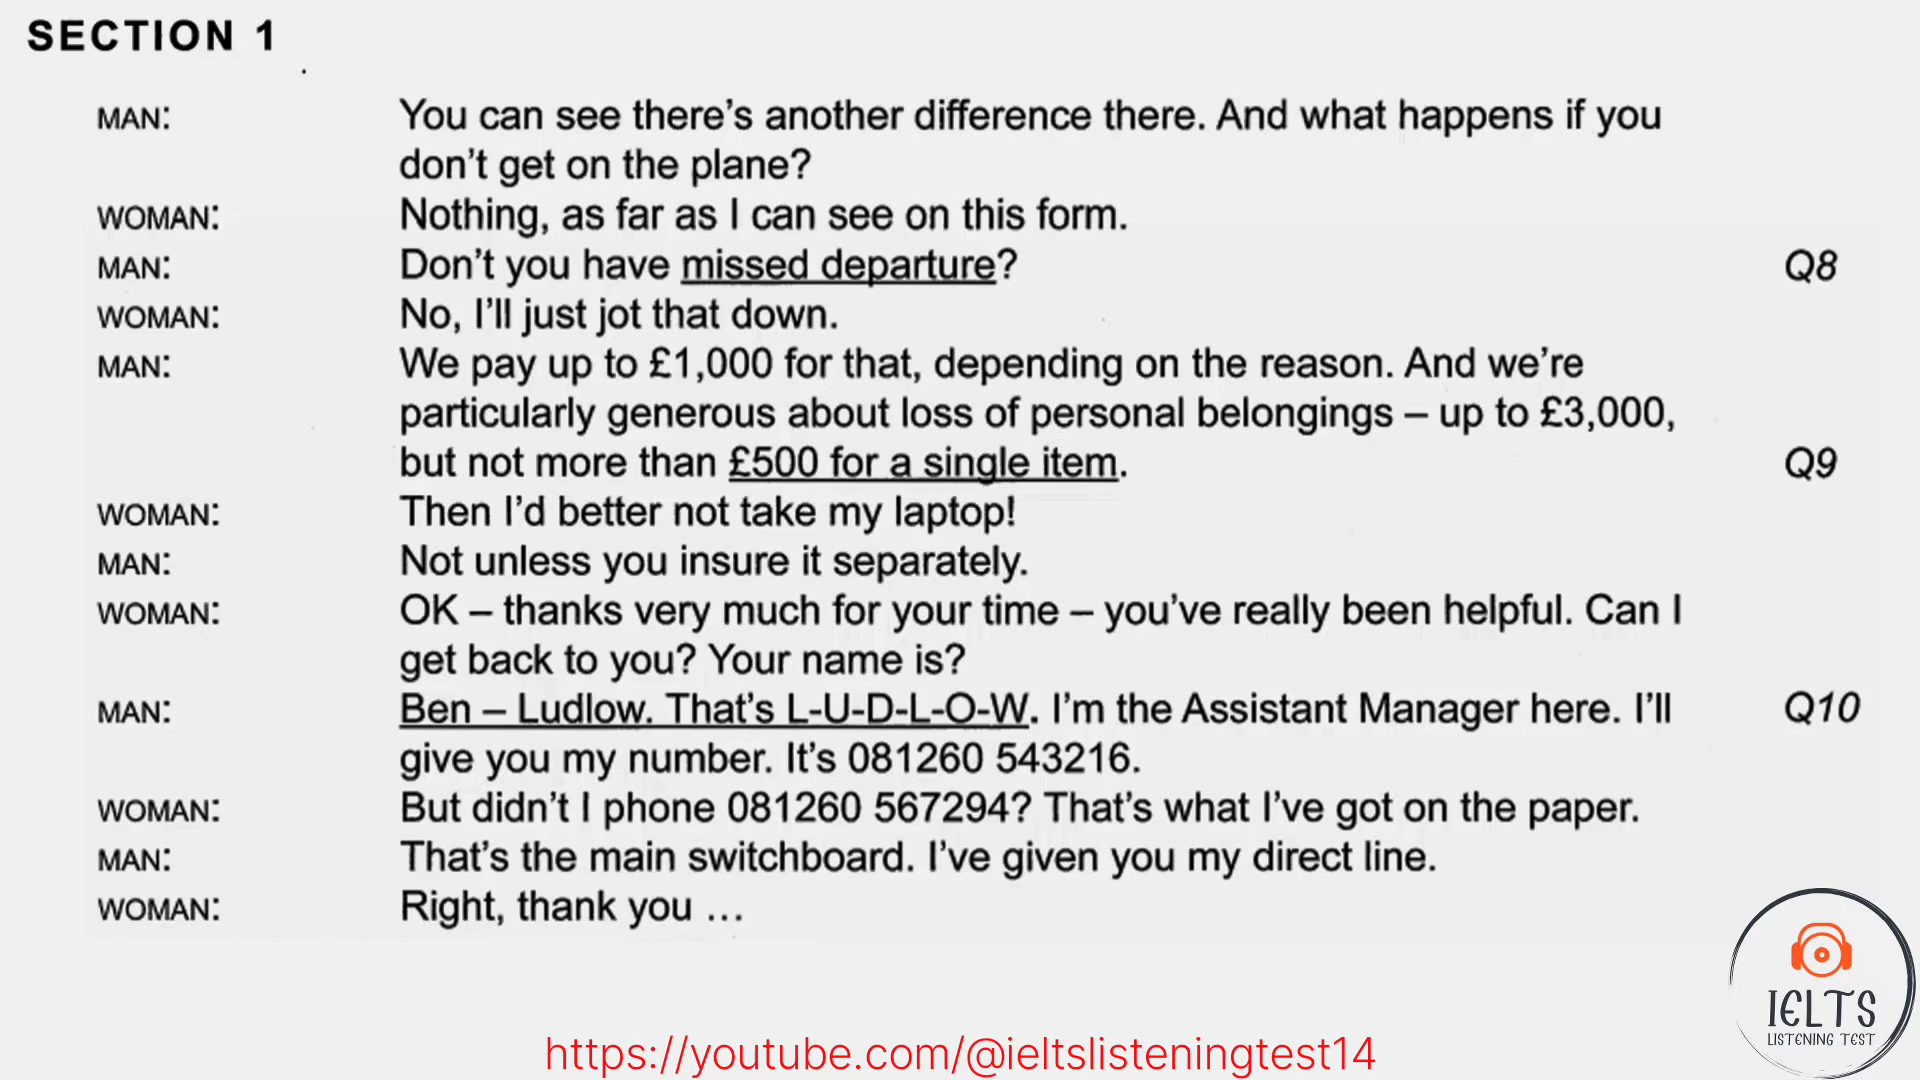 SECTION 1
MAN: You can see there's another difference there. And what happens if you
don't get on the plane?
WOMAN: Nothing, as far as I can see on this form.
MAN: Don't you have missed departure? Q8
WOMAN: No, I'll just jot that down.
MAN: We pay up to £1,000 for that, depending on the reason. And we're
particularly generous about loss of personal belongings – up to £3,000,
but not more than £500 for a single item. Q9
WOMAN: Then I'd better not take my laptop!
MAN: Not unless you insure it separately.
WOMAN: OK – thanks very much for your time – you've really been helpful. Can I
get back to you? Your name is?
MAN: Ben – Ludlow. That's L-U-D-L-O-W. I'm the Assistant Manager here. I'll Q10
give you my number. It's 081260 543216.
WOMAN: But didn't I phone 081260 567294? That's what I've got on the paper.
MAN: That's the main switchboard. I've given you my direct line.
WOMAN: Right, thank you …
IELTS
LISTENING TEST
https://youtube.com/@ieltslisteningtest14